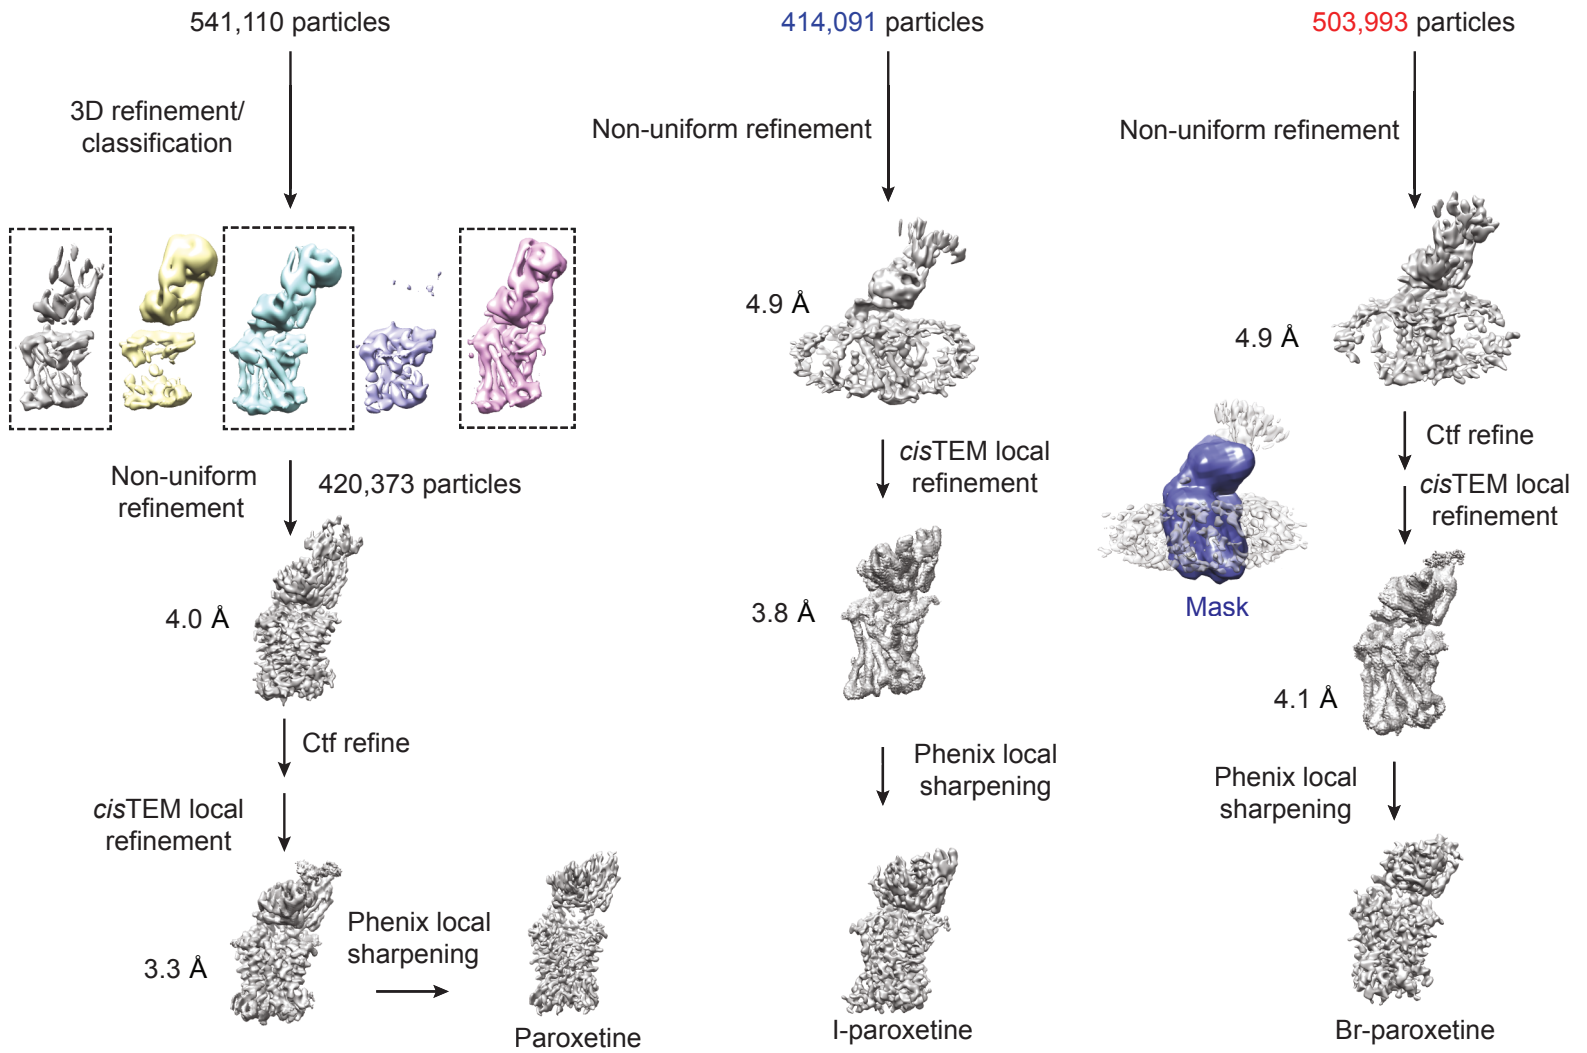 541,110 particles
3D refinement/
classification
Non-uniform
refinement
420,373 particles
4.0 Å
Ctf refine
cisTEM local
refinement
3.3 Å
Phenix local
sharpening
Paroxetine
414,091 particles
Non-uniform refinement
4.9 Å
cisTEM local
refinement
3.8 Å
Phenix local
sharpening
I-paroxetine
503,993 particles
Non-uniform refinement
4.9 Å
Ctf refine
cisTEM local
refinement
Mask
4.1 Å
Phenix local
sharpening
Br-paroxetine